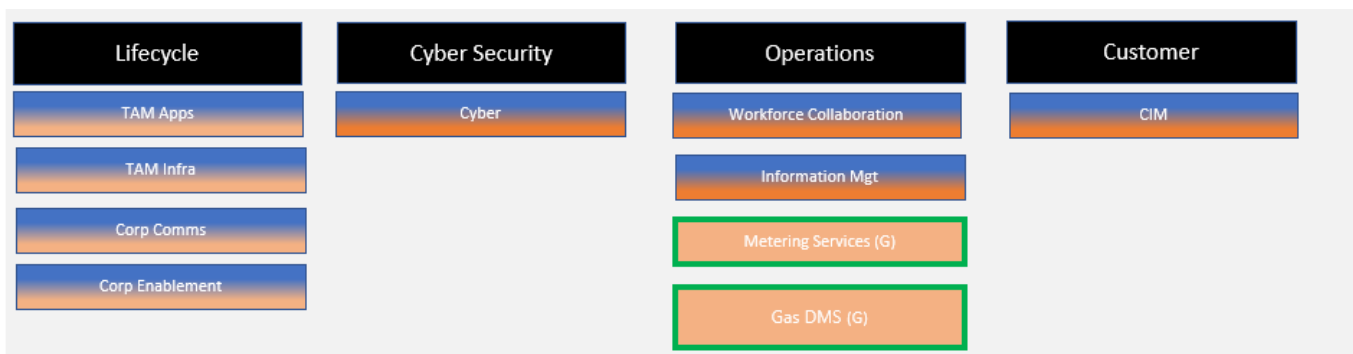 Lifecycle
TAM Apps
TAM Infra
Corp Comms
Corp Enablement
Cyber Security
Cyber
Operations
Workforce Collaboration
Information Mgt
Metering Services (G)
Gas DMS (G)
Customer
CIM